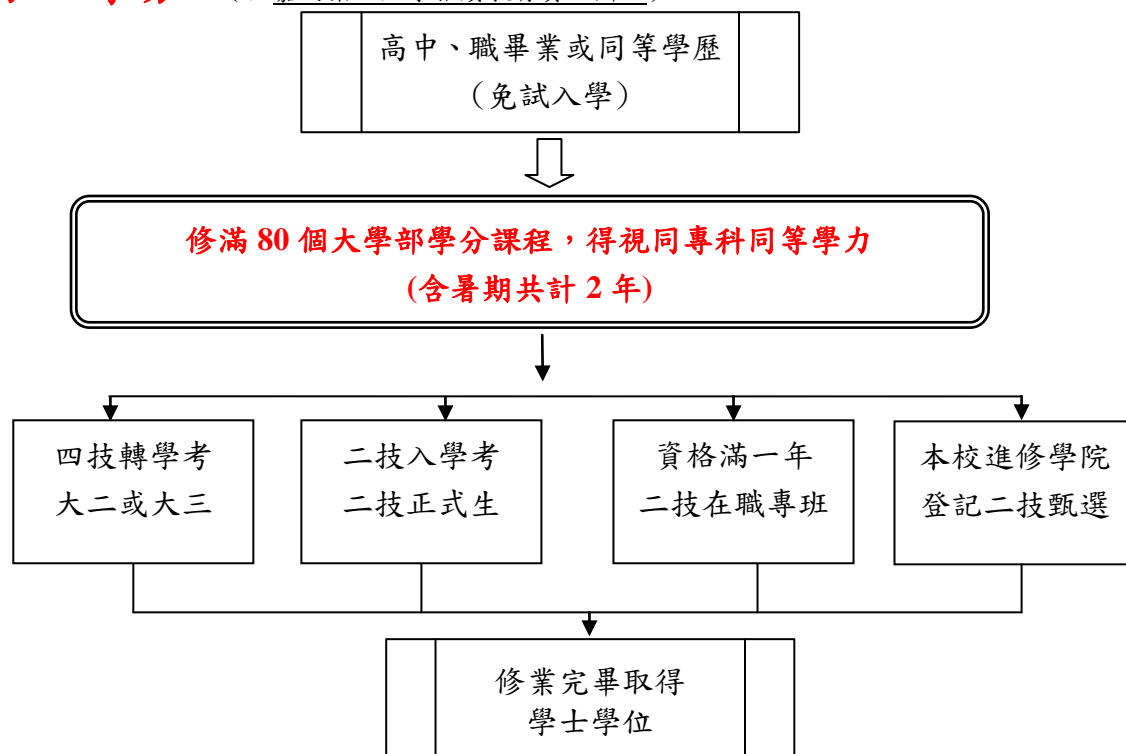 高中、職畢業或同等學歷
（免試入學）
修滿 80 個大學部學分課程，得視同專科同等學力
(含暑期共計 2 年)
四技轉學考
大二或大三
二技入學考
二技正式生
資格滿一年
二技在職專班
本校進修學院
登記二技甄選
修業完畢取得
學士學位